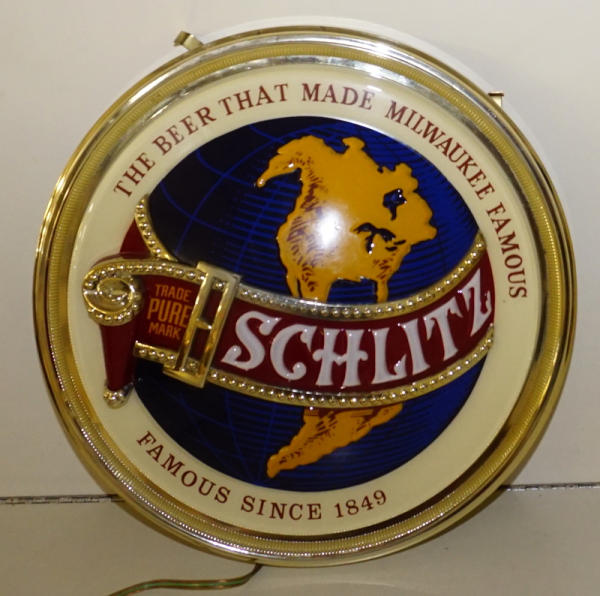 THE BEER THAT MADE MILWAUKEE FAMOUS
TRADE
PURE
MARK
SCHLITZ
FAMOUS SINCE 1849